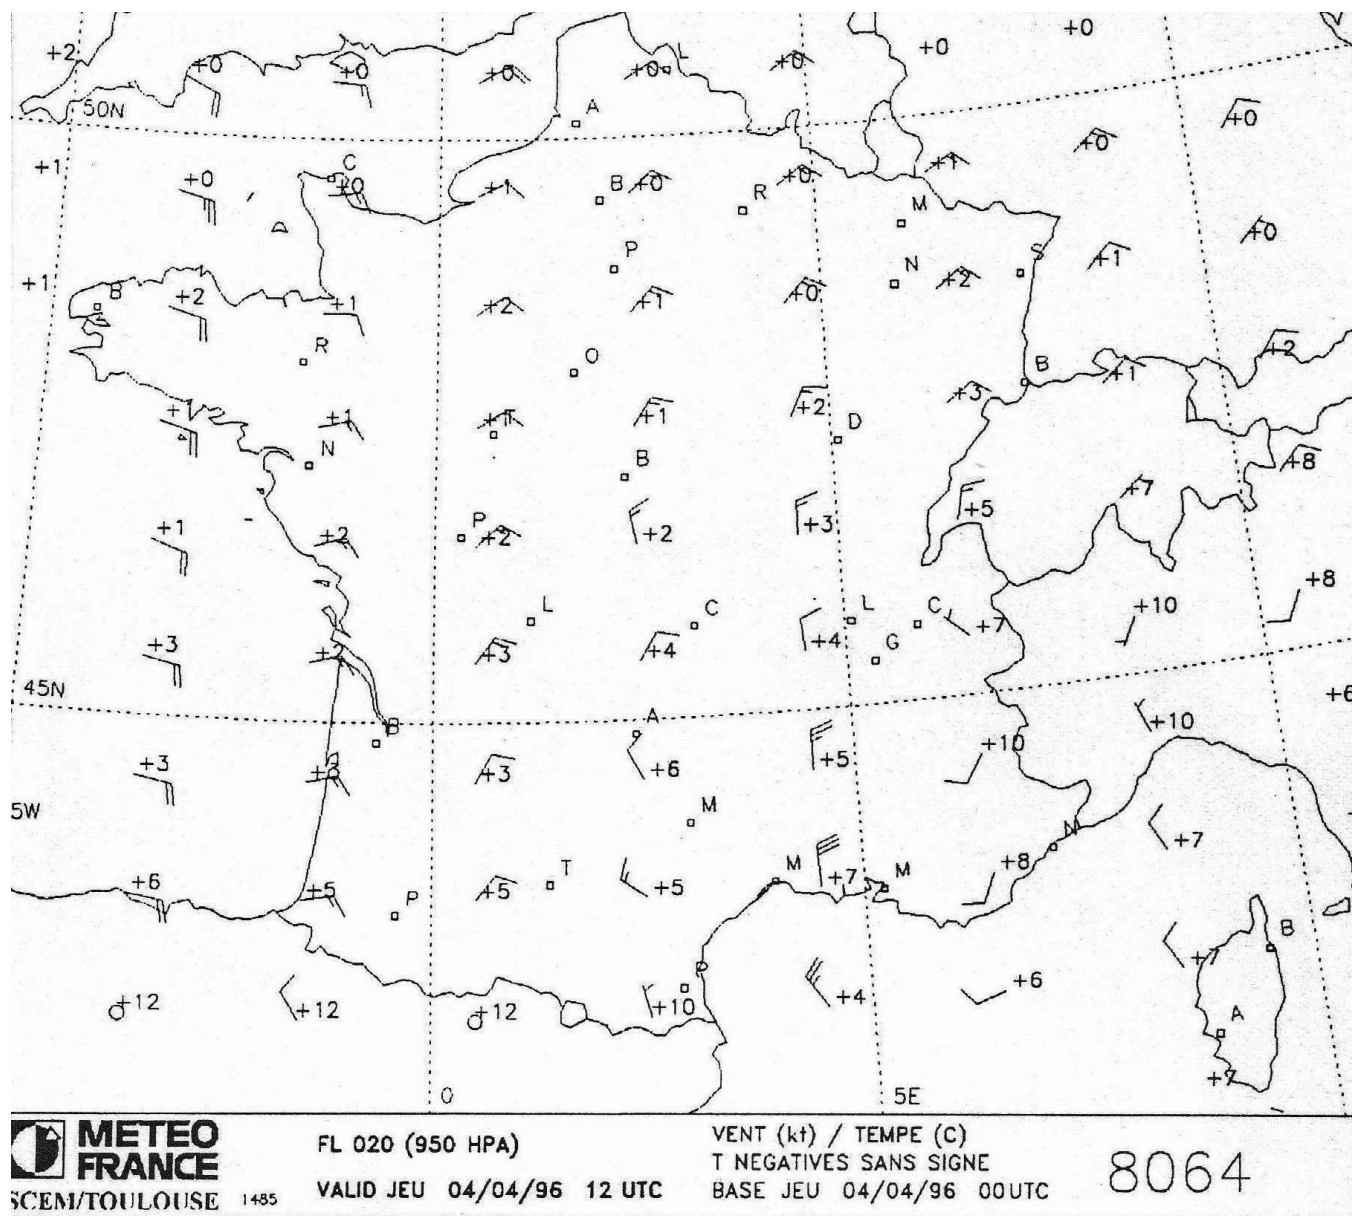 +0
+0
+2
+0 +0 +0 +0 L +0
50N
A
+0
+0
+1 C
+0 +0 +1 B +0 R +0 +1
M
+0
P
N +2 S +1
+1
B +2 +1 +2 +1 +0
R
O
+2
B
+1
+3
+1 +1 +1T +1 +2 D
N
B
+8
+7
+5
+1 +2 P +2 +2 +3
+8
L C L C +7 +10
+3 +2 +3 +4 +4 G
45N
+6
A
B
+10
+10
+3 +3 +3 +6 +5
5W
M
N
+7
+6 +5 +5 T +5 M +7 M +8
P
B
+7
P
+12 +12 +12 +10 +4 +6
A
+7
0 5E
METEO
FRANCE
SCEM/TOULOUSE 1485
FL 020 (950 HPA)
VALID JEU 04/04/96 12 UTC
VENT (kt) / TEMPE (C)
T NEGATIVES SANS SIGNE
BASE JEU 04/04/96 00UTC
8064